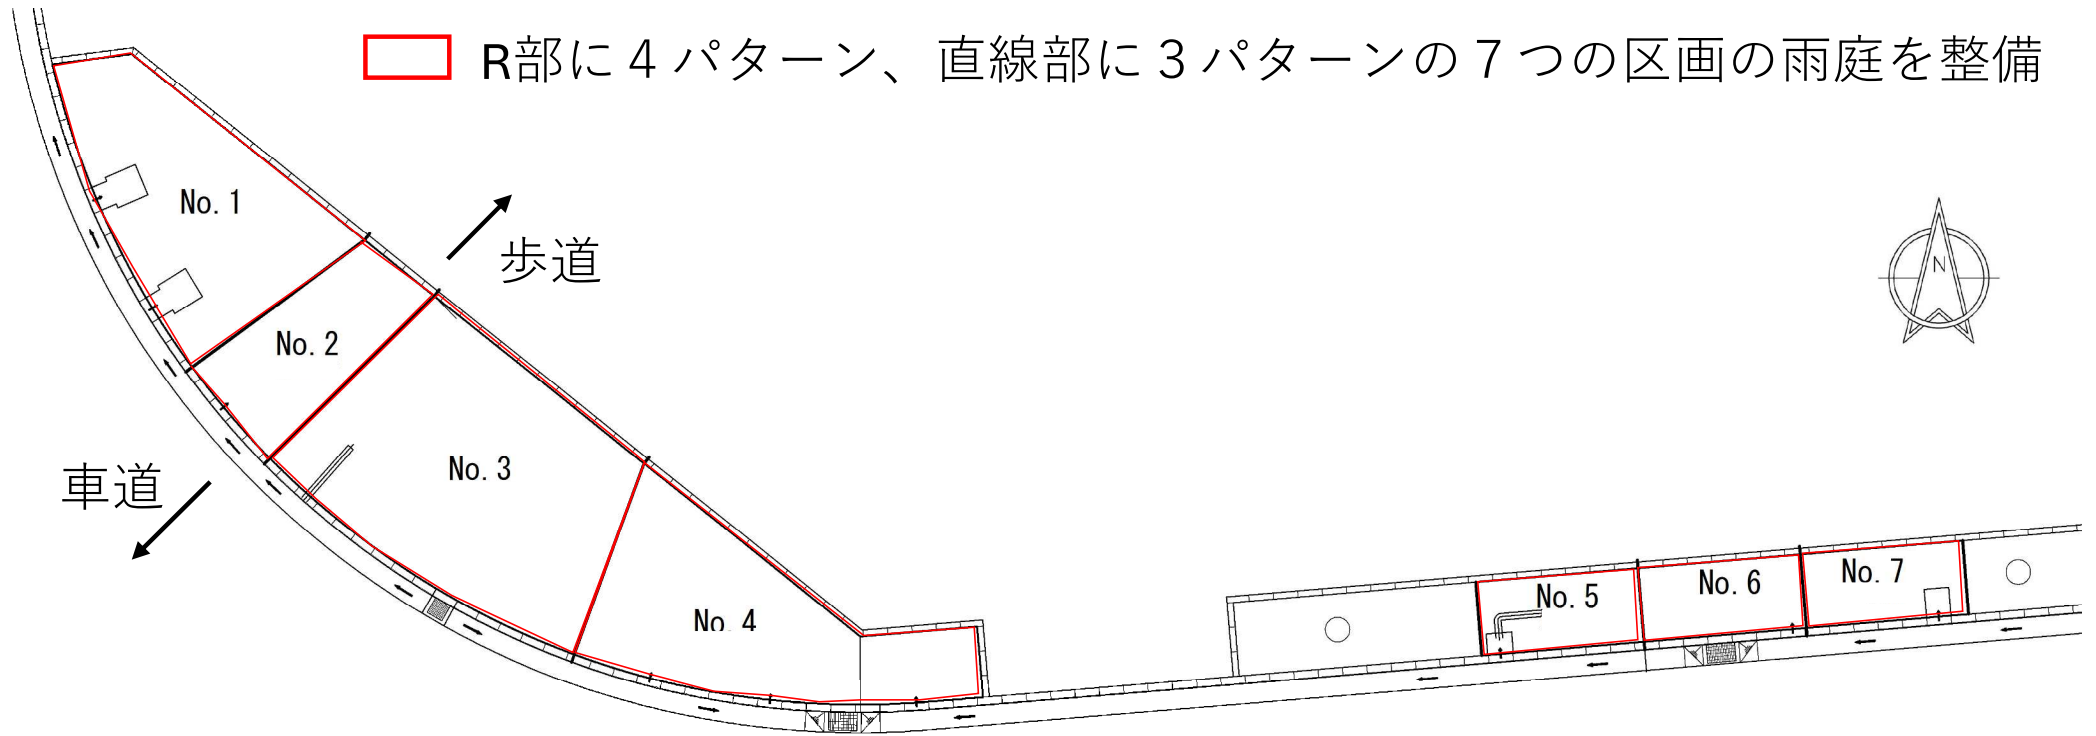 R部に４パターン、直線部に３パターンの７つの区画の雨庭を整備
No. 1
歩道
N
No. 2
車道
No. 3
No. 4
No. 5
No. 6
No. 7